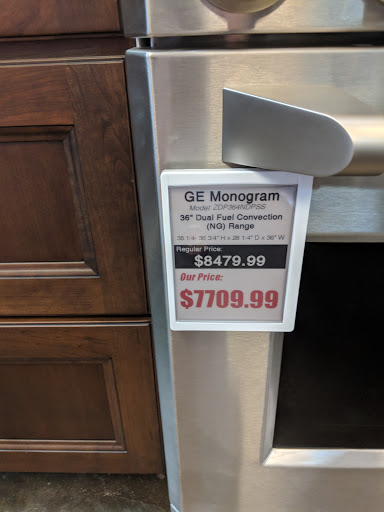 GE Monogram
Model: ZDP364NDPSS
36" Dual Fuel Convection
(NG) Range
35 1/4- 36 3/4" H x 28 1-4" D x 36" W
Regular Price:
$8479.99
Our Price:
$7709.99